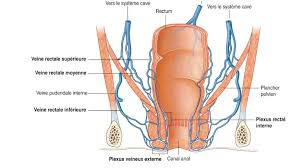 Vers le système cave
Rectum
Vers le système cave
Veine rectale supérieure
Veine rectale moyenne
Veine pudendale interne
Veine rectale inférieure
Plancher
pelvien
Plexus rectal
interne
Plexus veineux externe
Canal anal